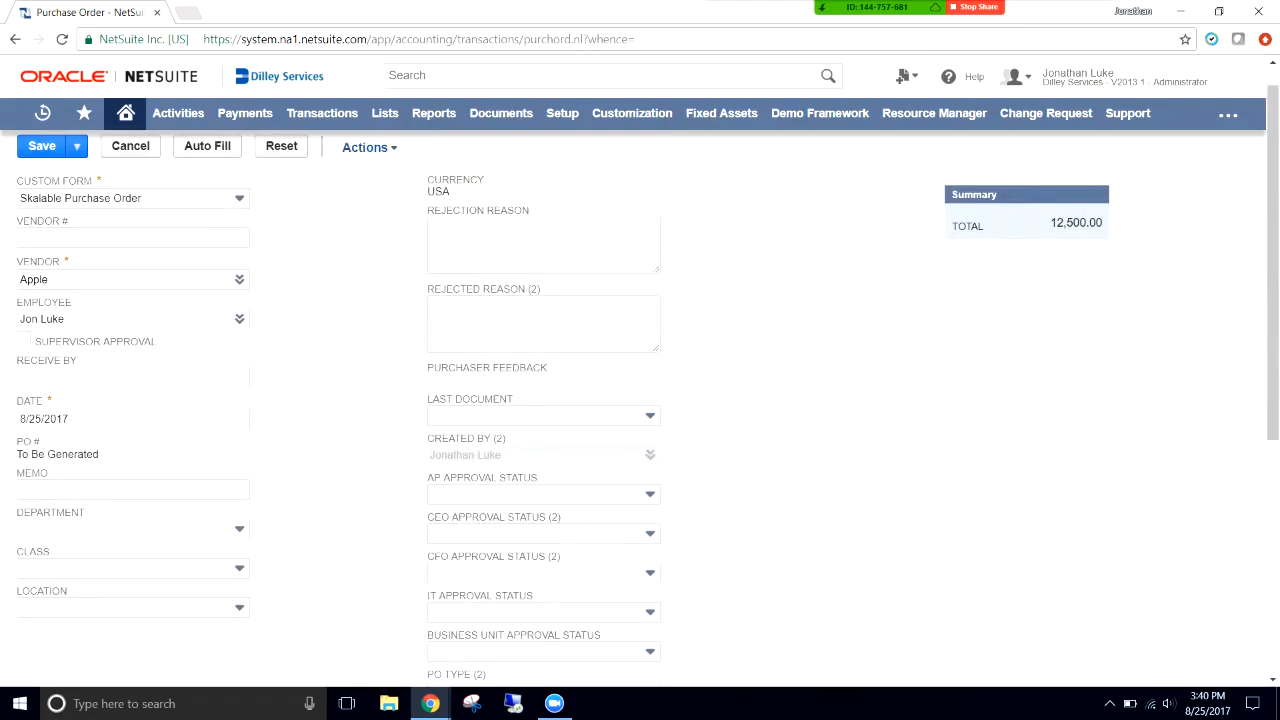 Purchase Order - NetSui
ID: 144-757-681
Stop Share
Jonathan
NetSuite Inc. [US]
https://system.na1.netsuite.com/app/accounting/transactions/purchord.nl?whence=
ORACLE NETSUITE
Dilley Services
Search
Help
Jonathan Luke
Dilley Services - V2013.1 - Administrator
Activities Payments Transactions Lists Reports Documents Setup Customization Fixed Assets Demo Framework Resource Manager Change Request Support
Save Cancel Auto Fill Reset Actions
CUSTOM FORM *
Skalable Purchase Order
VENDOR #
VENDOR *
Apple
EMPLOYEE
Jon Luke
SUPERVISOR APPROVAL
RECEIVE BY
DATE *
8/25/2017
PO #
To Be Generated
MEMO
DEPARTMENT
CLASS
LOCATION
CURRENCY
USA
REJECTION REASON
REJECTED REASON (2)
PURCHASER FEEDBACK
LAST DOCUMENT
CREATED BY (2)
Jonathan Luke
AP APPROVAL STATUS
CEO APPROVAL STATUS (2)
CFO APPROVAL STATUS (2)
IT APPROVAL STATUS
BUSINESS UNIT APPROVAL STATUS
PO TYPE (2)
Summary
TOTAL 12,500.00
Type here to search
3:40 PM
8/25/2017